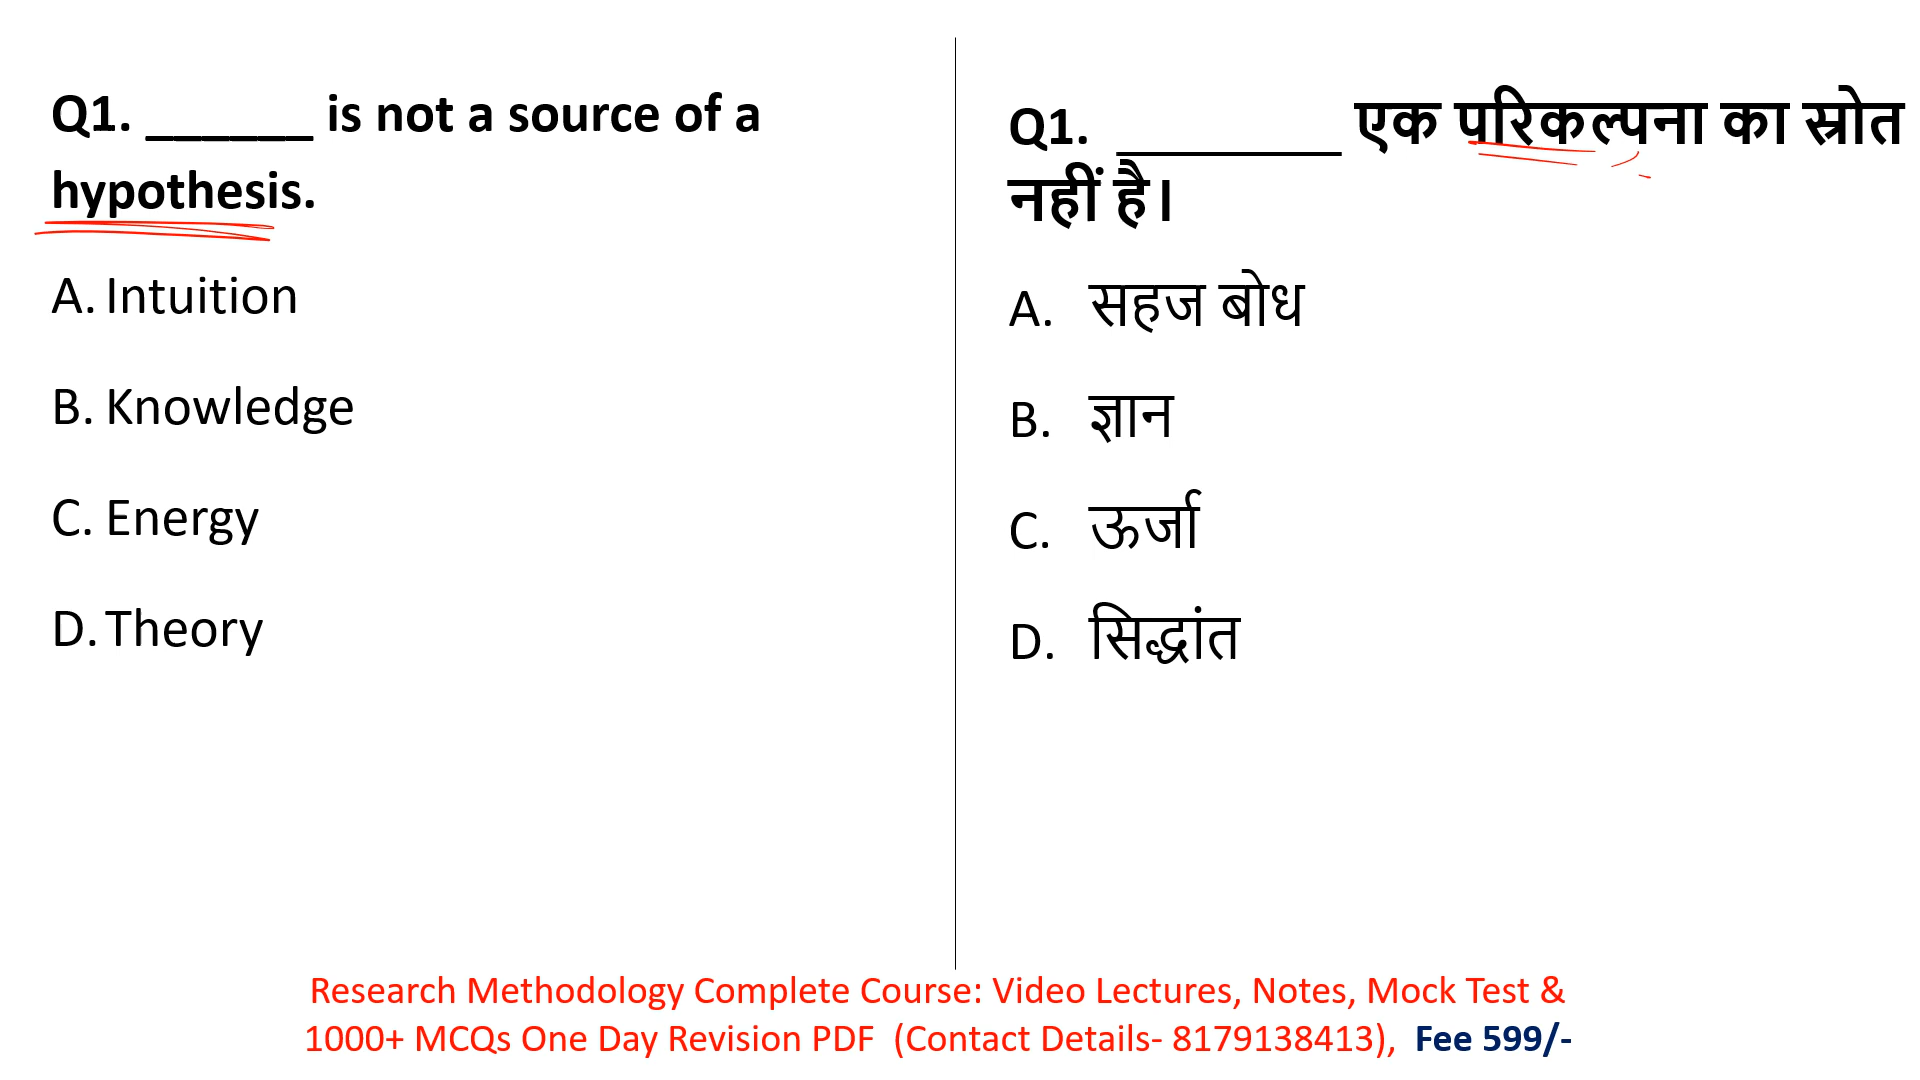 Q1. ______ is not a source of a
hypothesis.
A. Intuition
B. Knowledge
C. Energy
D. Theory
Q1. ________ एक परिकल्पना का स्रोत
नहीं है।
A. सहज बोध
B. ज्ञान
C. ऊर्जा
D. सिद्धांत
Research Methodology Complete Course: Video Lectures, Notes, Mock Test &
1000+ MCQs One Day Revision PDF (Contact Details- 8179138413), Fee 599/-